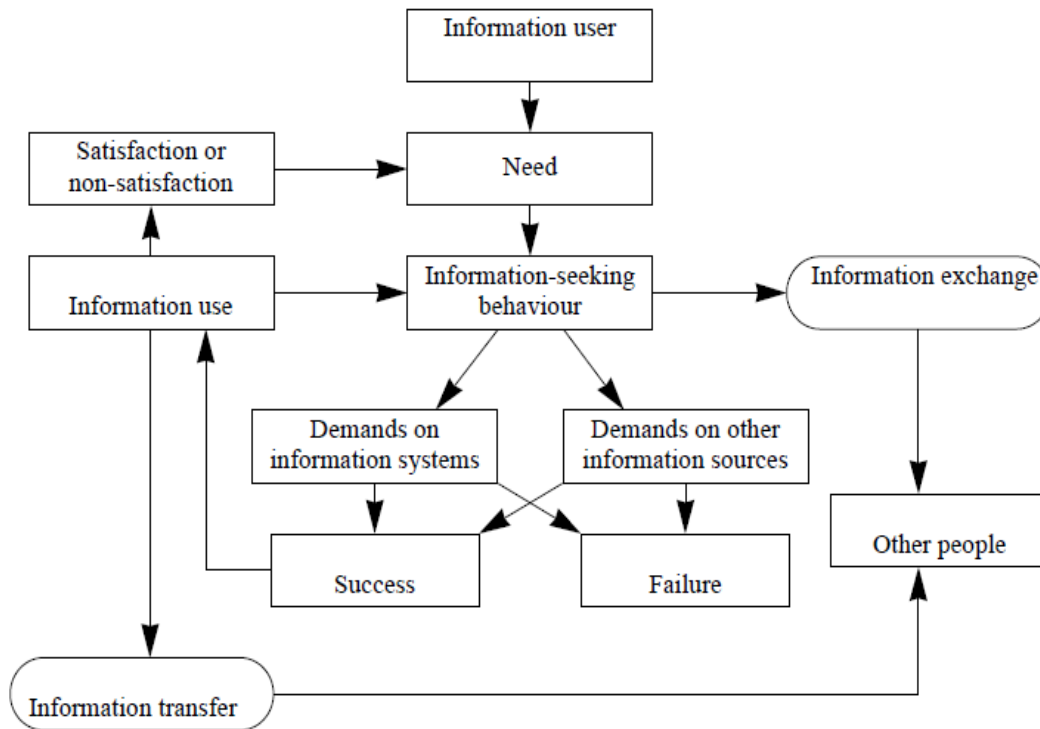 Information user
Satisfaction or
non-satisfaction
Need
Information use
Information-seeking
behaviour
Information exchange
Demands on
information systems
Demands on other
information sources
Success
Failure
Other people
Information transfer